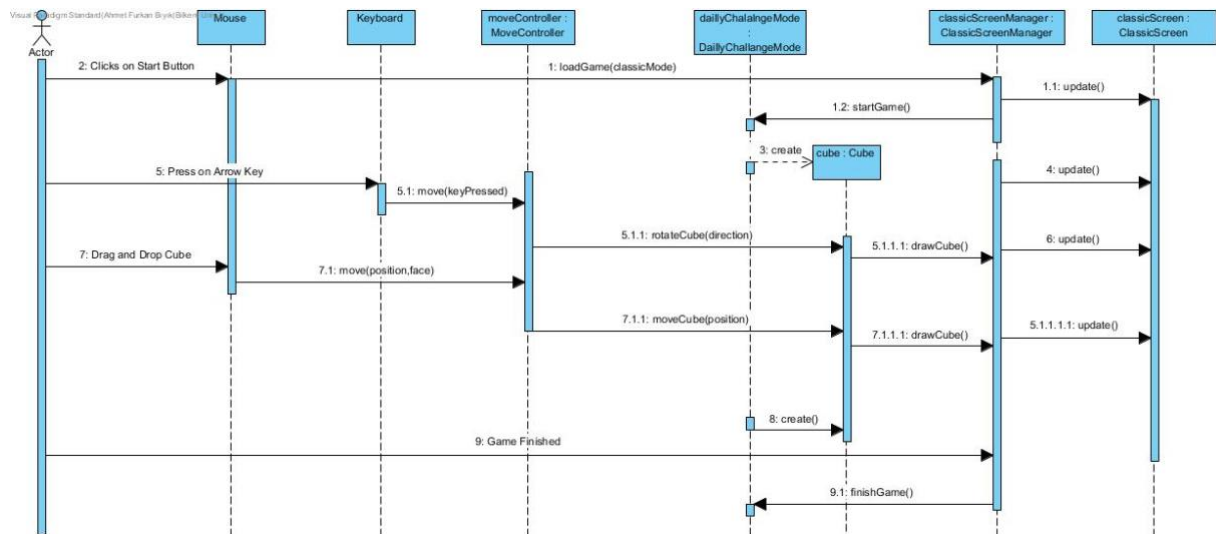 Visual Paradigm Standard(Ahmet Furkan Bıyık(Bilkent
Mouse
Keyboard
moveController :
MoveController
daillyChalalngeMode
:
DaillyChallangeMode
classicScreenManager :
ClassicScreenManager
classicScreen :
ClassicScreen
Actor
2: Clicks on Start Button
1: loadGame(classicMode)
1.1: update()
1.2: startGame()
3: create
cube : Cube
5: Press on Arrow Key
4: update()
5.1: move(keyPressed)
5.1.1: rotateCube(direction)
5.1.1.1: drawCube()
6: update()
7: Drag and Drop Cube
7.1: move(position,face)
7.1.1: moveCube(position)
7.1.1.1: drawCube()
5.1.1.1.1: update()
8: create()
9: Game Finished
9.1: finishGame()